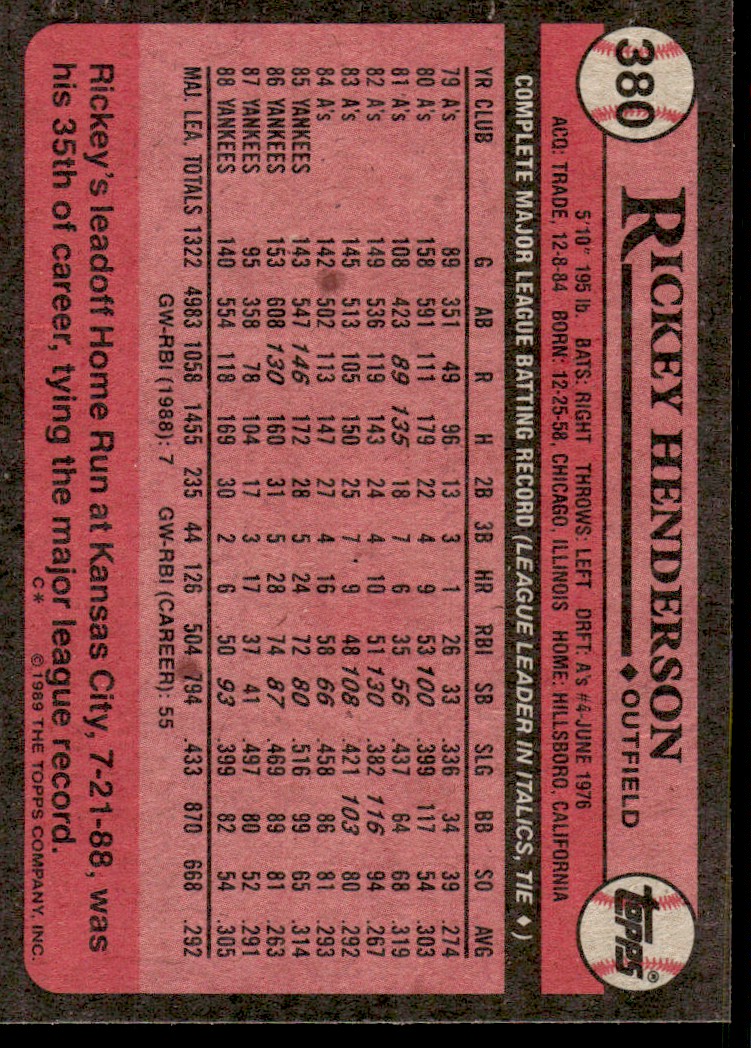 380
RICKEY HENDERSON
◆OUTFIELD
topps®
5'10" 195 lb. BATS: RIGHT THROWS: LEFT DRFT: A's #4-JUNE 1976
ACQ: TRADE, 12-8-84 BORN: 12-25-58, CHICAGO, ILLINOIS HOME: HILLSBORO, CALIFORNIA
COMPLETE MAJOR LEAGUE BATTING RECORD (LEAGUE LEADER IN ITALICS, TIE ◆)
YR CLUB G AB R H 2B 3B HR RBI SB SLG BB SO AVG
79 A's 89 351 49 96 13 3 1 26 33 .336 34 39 .274
80 A's 158 591 111 179 22 4 9 53 100 .399 117 54 .303
81 A's 108 423 89 135 18 7 6 35 56 .437 64 68 .319
82 A's 149 536 119 143 24 4 10 51 130 .382 116 94 .267
83 A's 145 513 105 150 25 7 9 48 108 .421 103 80 .292
84 A's 142 502 113 147 27 4 16 58 66 .458 86 81 .293
85 YANKEES 143 547 146 172 28 5 24 72 80 .516 99 65 .314
86 YANKEES 153 608 130 160 31 5 28 74 87 .469 89 81 .263
87 YANKEES 95 358 78 104 17 3 17 37 41 .497 80 52 .291
88 YANKEES 140 554 118 169 30 2 6 50 93 .399 82 54 .305
MAJ. LEA. TOTALS 1322 4983 1058 1455 235 44 126 504 794 .433 870 668 .292
GW-RBI (1988): 7 GW-RBI (CAREER): 55
Rickey's leadoff Home Run at Kansas City, 7-21-88, was
his 35th of career, tying the major league record.
C* ©1989 THE TOPPS COMPANY, INC.